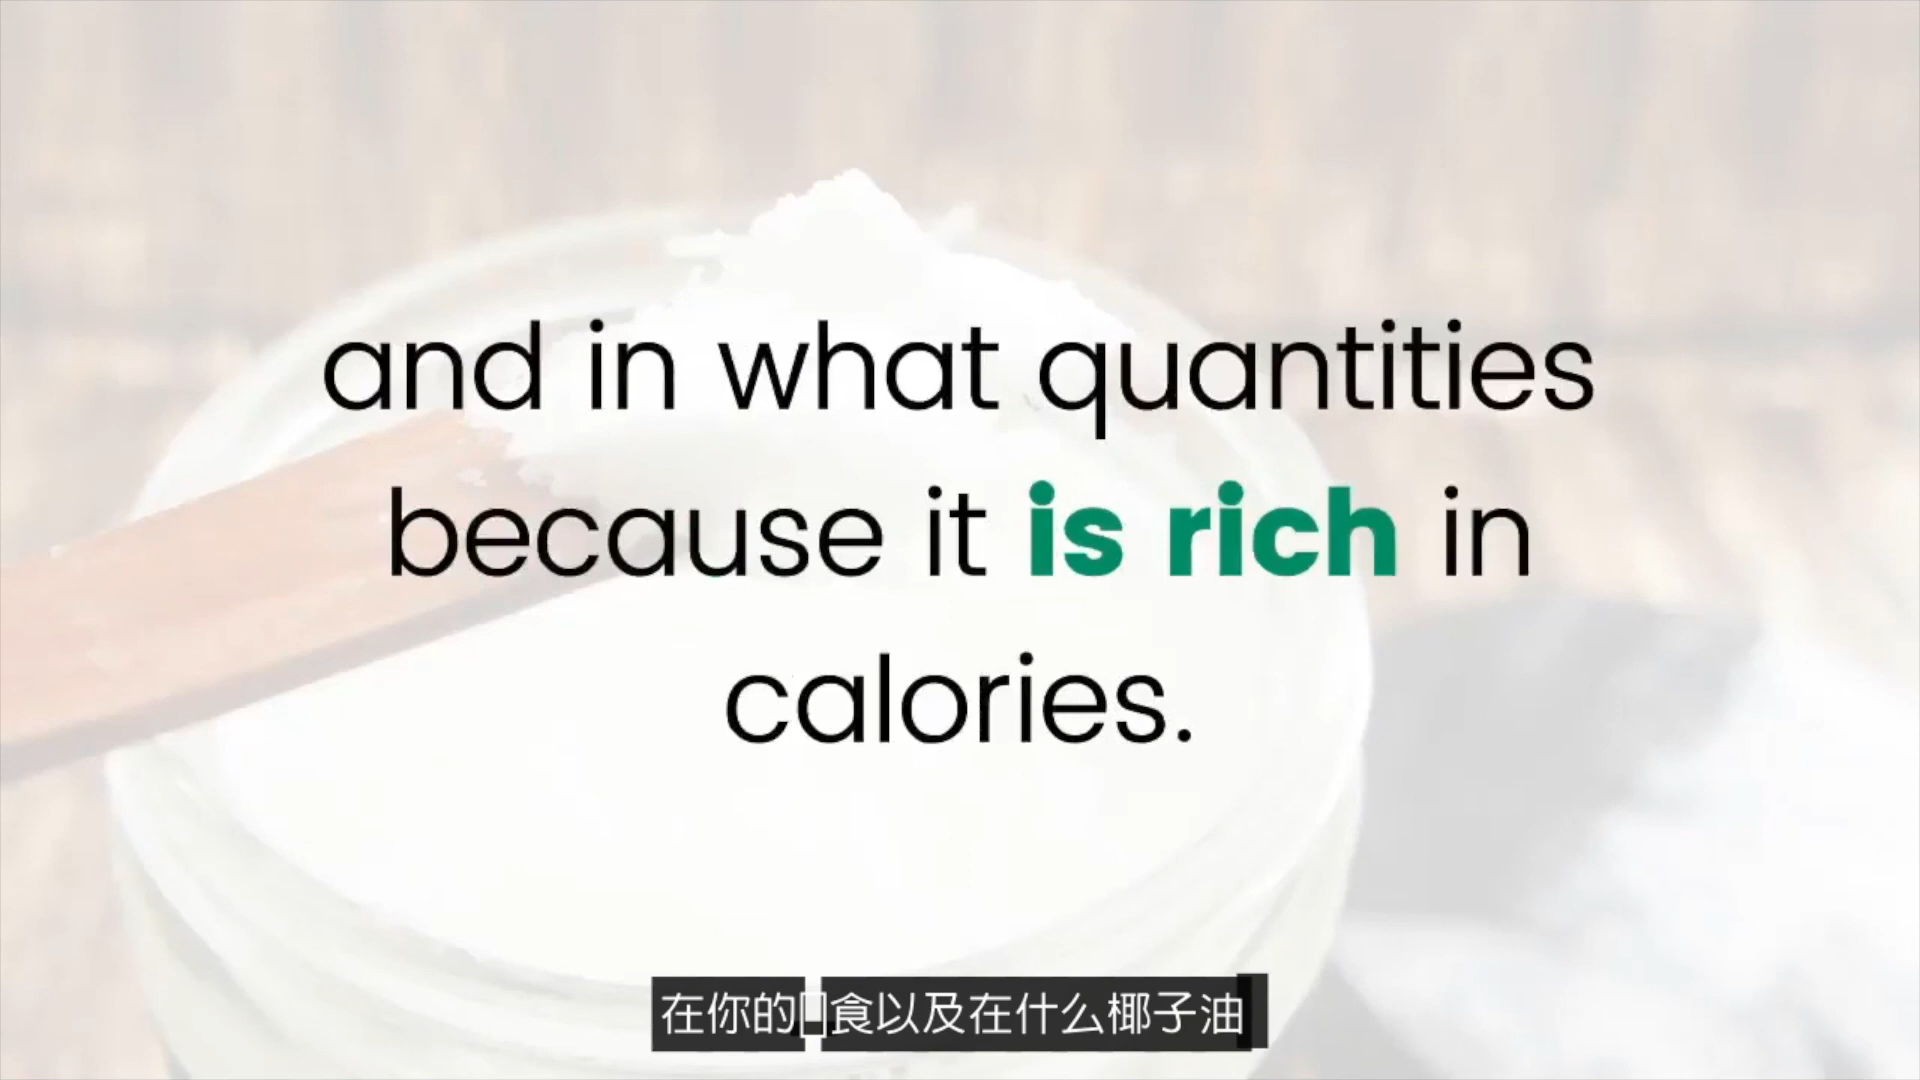 and in what quantities
because it is rich in
calories.
在你的食以及在什么椰子油